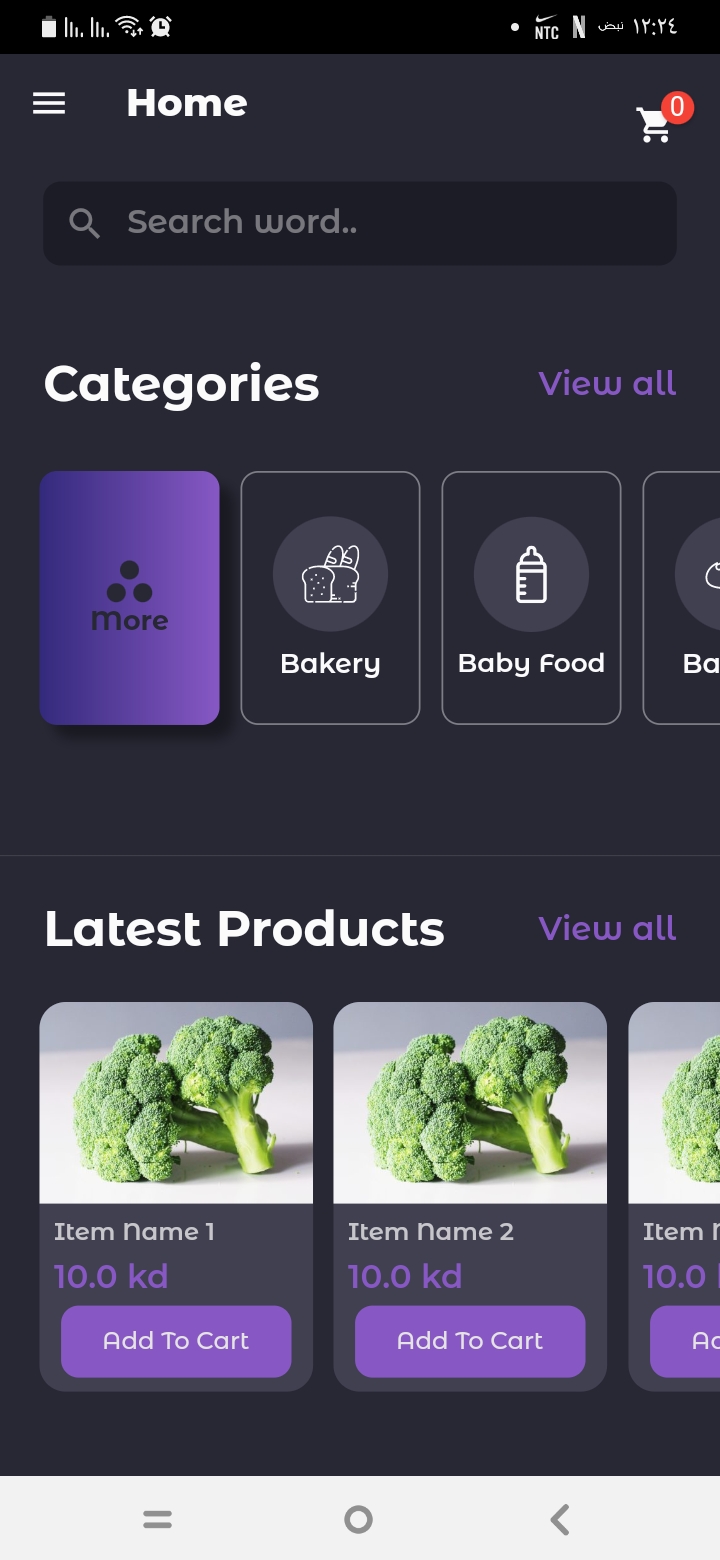 NTC N نبض ١٢:٢٤
Home
0
Search word..
Categories View all
More
Bakery
Baby Food
Ba
Latest Products View all
Item Name 1
10.0 kd
Add To Cart
Item Name 2
10.0 kd
Add To Cart
Item
10.0